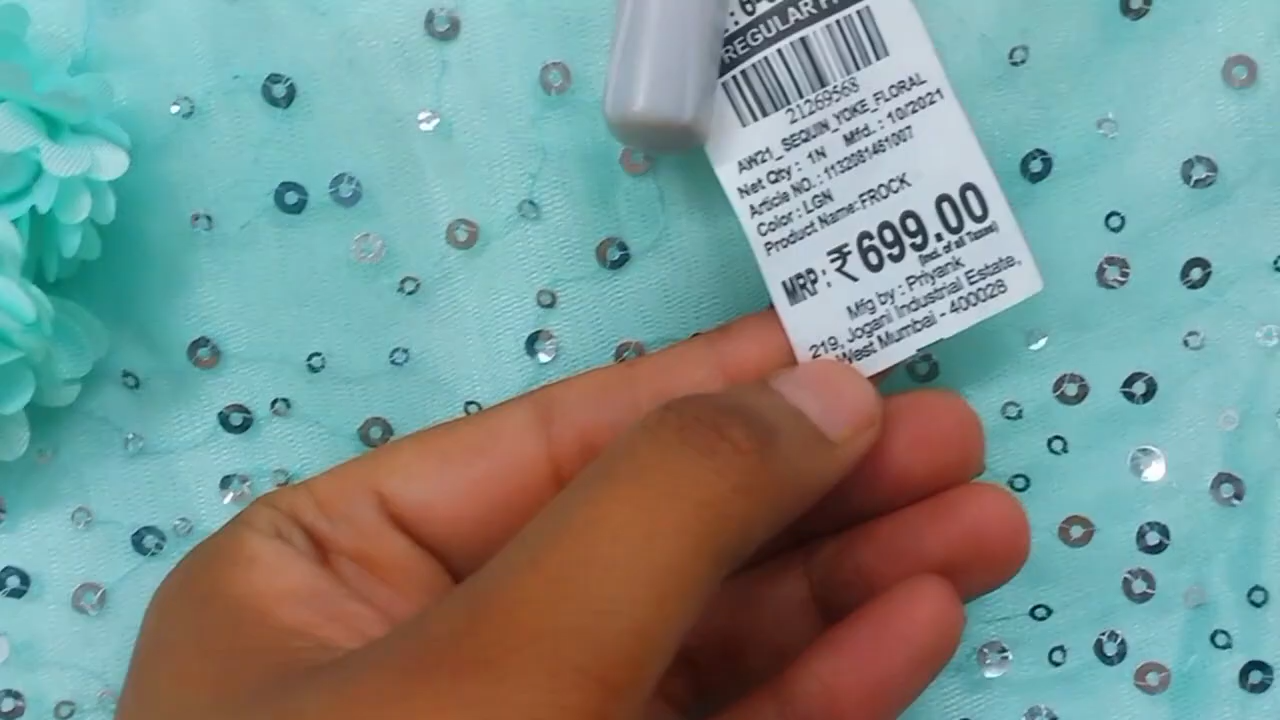 REGULAR
21269568
AW21_SEQUIN_YOKE_FLORAL
Net Qty : 1N Mfd. : 10/2021
Article NO. : 1132081461007
Color : LGN
Product Name: FROCK
MRP : ₹699.00
(Incl. of all Taxes)
Mfg by : Priyank
219, Jogani Industrial Estate,
West Mumbai - 400028